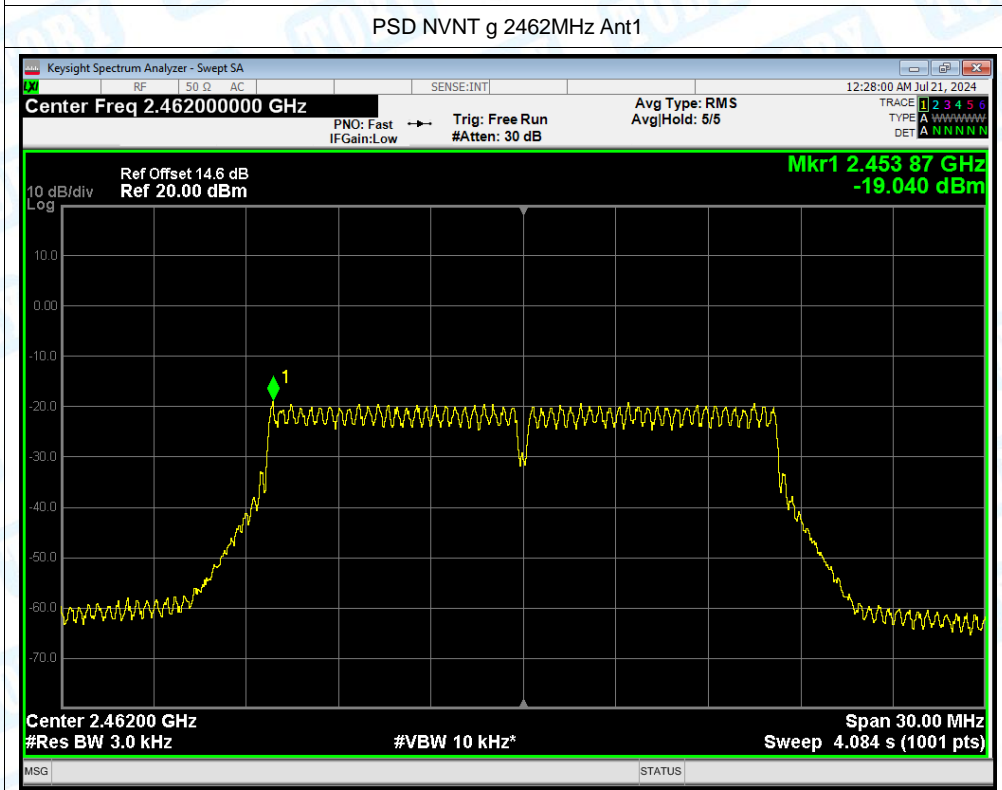 PSD NVNT g 2462MHz Ant1
Keysight Spectrum Analyzer - Swept SA
LXI RF 50 Ω AC SENSE:INT 12:28:00 AM Jul 21, 2024
Center Freq 2.462000000 GHz
PNO: Fast
IFGain:Low
Trig: Free Run
#Atten: 30 dB
Avg Type: RMS
Avg|Hold: 5/5
TRACE 1 2 3 4 5 6
TYPE A WWWWW
DET A N N N N N
Mkr1 2.453 87 GHz
-19.040 dBm
Ref Offset 14.6 dB
10 dB/div Ref 20.00 dBm
Log
1
10.0
0.00
-10.0
-20.0
-30.0
-40.0
-50.0
-60.0
-70.0
Center 2.46200 GHz Span 30.00 MHz
#Res BW 3.0 kHz #VBW 10 kHz* Sweep 4.084 s (1001 pts)
MSG STATUS